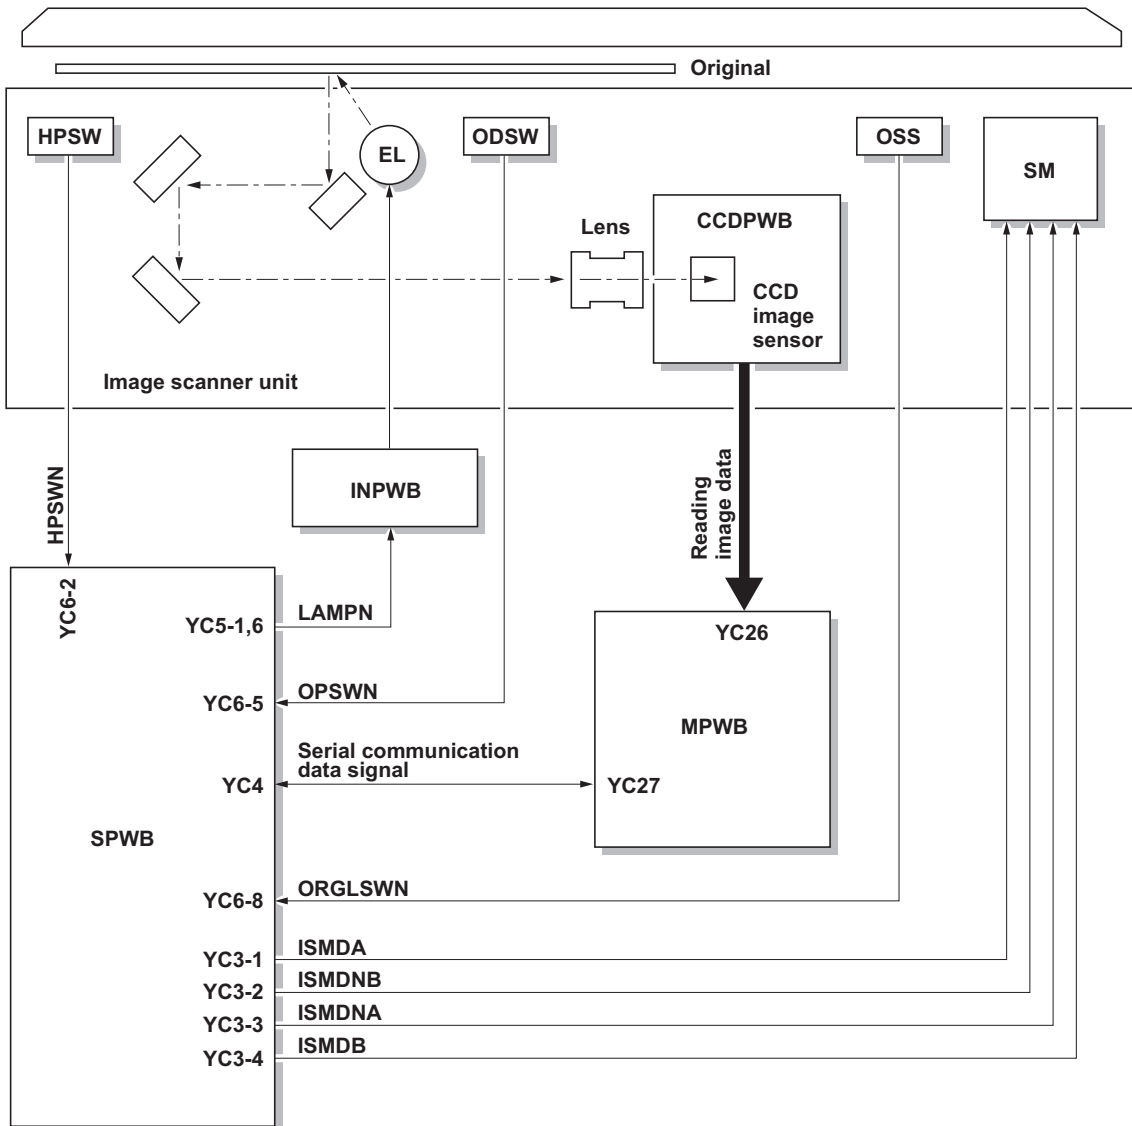 Original
HPSW
EL
ODSW
OSS
SM
Lens
CCDPWB
CCD
image
sensor
Image scanner unit
HPSWN
INPWB
Reading
image data
YC6-2
YC5-1,6
LAMPN
YC26
YC6-5
OPSWN
MPWB
Serial communication
data signal
YC4
YC27
SPWB
YC6-8
ORGLSWN
YC3-1
ISMDA
YC3-2
ISMDNB
YC3-3
ISMDNA
YC3-4
ISMDB